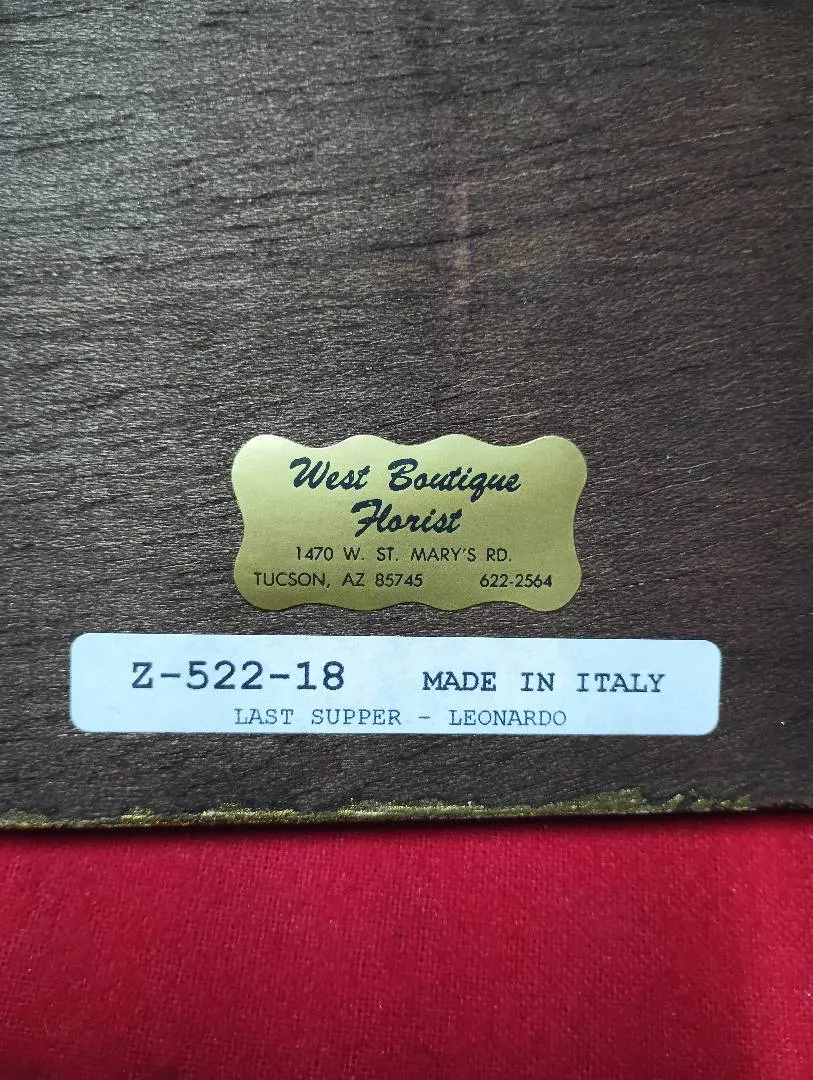 West Boutique
Florist
1470 W. ST. MARY'S RD.
TUCSON, AZ 85745 622-2564
Z-522-18 MADE IN ITALY
LAST SUPPER - LEONARDO